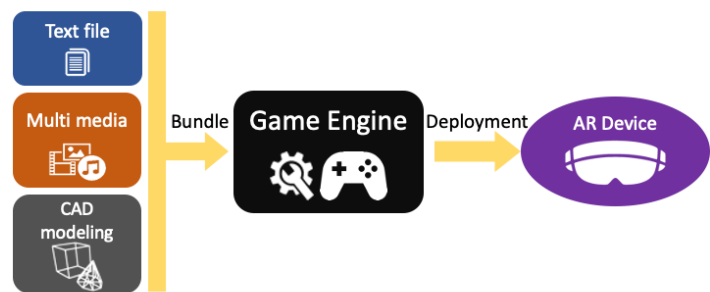 Text file
Multi media
CAD
modeling
Bundle
Game Engine
Deployment
AR Device